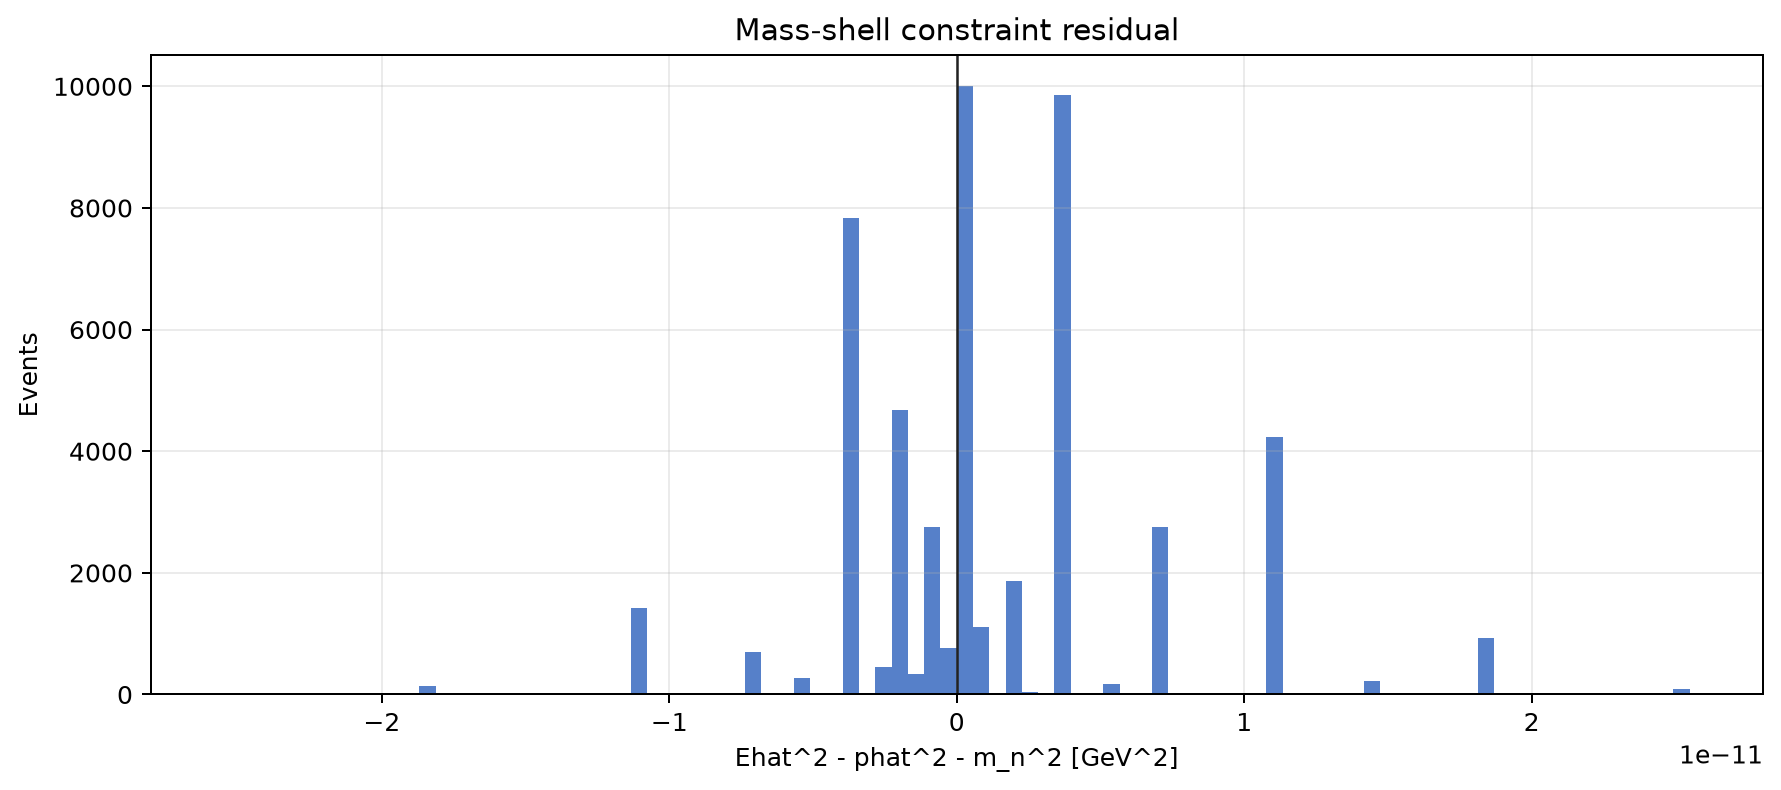 Mass-shell constraint residual
10000
8000
6000
4000
2000
0
Events
−2
−1
0
1
2
1e−11
Ehat^2 - phat^2 - m_n^2 [GeV^2]